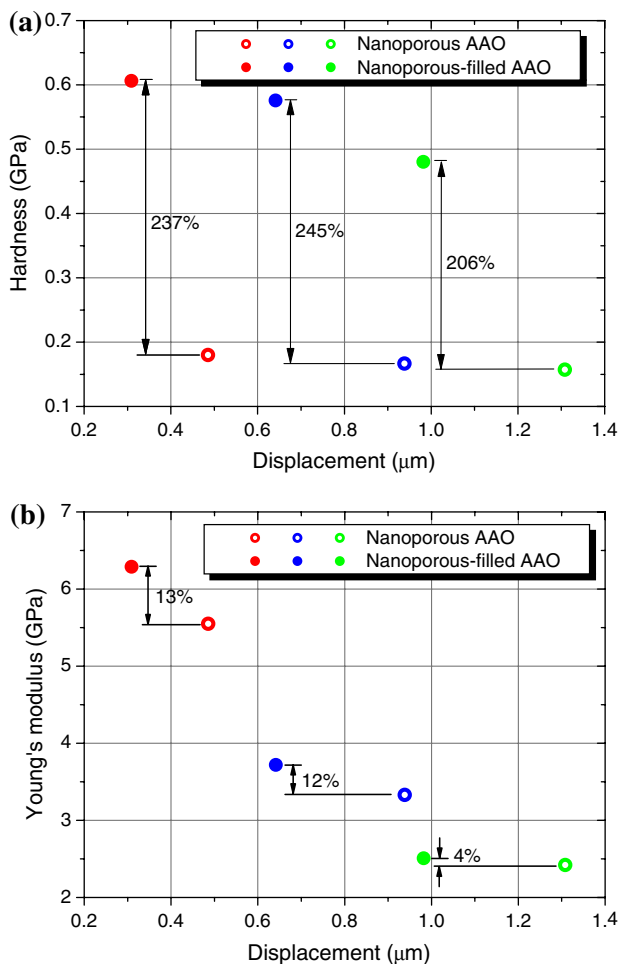 (a)
0.7
Nanoporous AAO
Nanoporous-filled AAO
0.6
0.5
Hardness (GPa)
0.4
237%
245%
206%
0.3
0.2
0.1
0.2 0.4 0.6 0.8 1.0 1.2 1.4
Displacement (μm)
(b)
7
Nanoporous AAO
Nanoporous-filled AAO
6
13%
5
Young's modulus (GPa)
4
12%
3
4%
2
0.2 0.4 0.6 0.8 1.0 1.2 1.4
Displacement (μm)